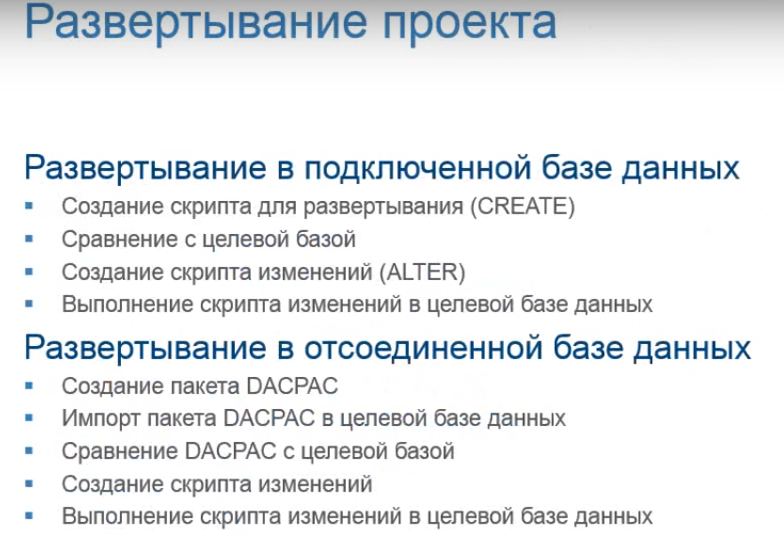 Развертывание проекта
Развертывание в подключенной базе данных
Создание скрипта для развертывания (CREATE)
Сравнение с целевой базой
Создание скрипта изменений (ALTER)
Выполнение скрипта изменений в целевой базе данных
Развертывание в отсоединенной базе данных
Создание пакета DACPAC
Импорт пакета DACPAC в целевой базе данных
Сравнение DACPAC с целевой базой
Создание скрипта изменений
Выполнение скрипта изменений в целевой базе данных